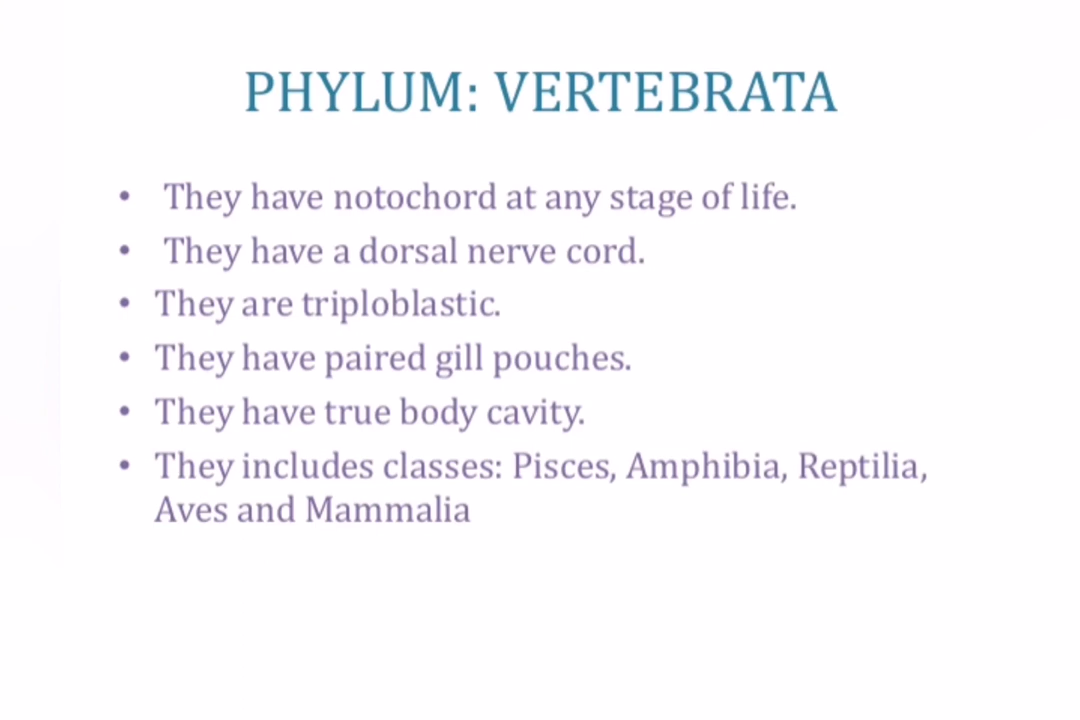 PHYLUM: VERTEBRATA
• They have notochord at any stage of life.
• They have a dorsal nerve cord.
• They are triploblastic.
• They have paired gill pouches.
• They have true body cavity.
• They includes classes: Pisces, Amphibia, Reptilia,
Aves and Mammalia